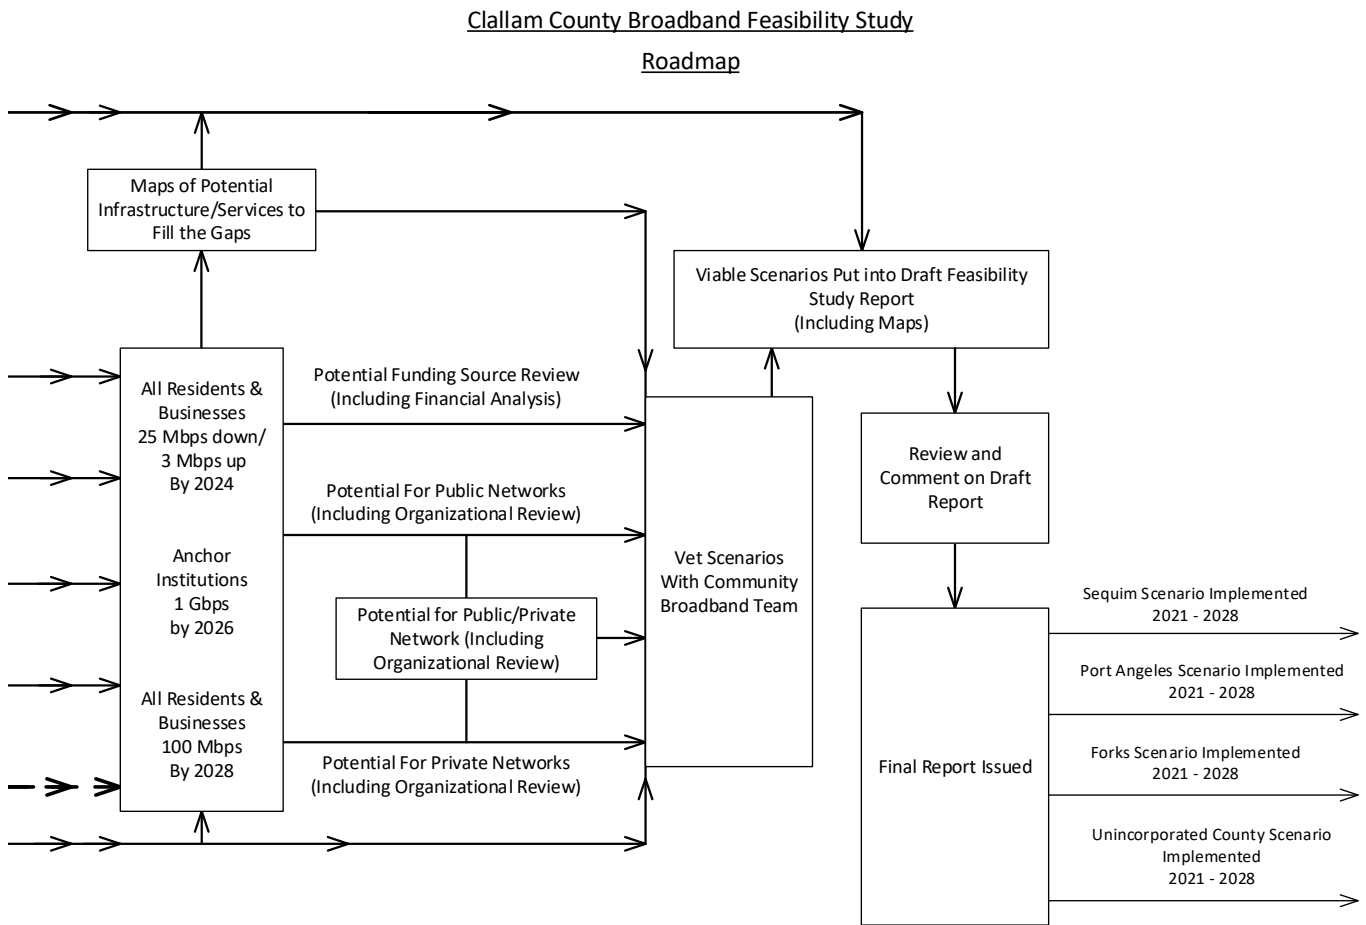 Clallam County Broadband Feasibility Study
Roadmap
Maps of Potential
Infrastructure/Services to
Fill the Gaps
Viable Scenarios Put into Draft Feasibility
Study Report
(Including Maps)
All Residents &
Businesses
25 Mbps down/
3 Mbps up
By 2024
Anchor
Institutions
1 Gbps
by 2026
All Residents &
Businesses
100 Mbps
By 2028
Potential Funding Source Review
(Including Financial Analysis)
Potential For Public Networks
(Including Organizational Review)
Potential for Public/Private
Network (Including
Organizational Review)
Potential For Private Networks
(Including Organizational Review)
Vet Scenarios
With Community
Broadband Team
Review and
Comment on Draft
Report
Final Report Issued
Sequim Scenario Implemented
2021 - 2028
Port Angeles Scenario Implemented
2021 - 2028
Forks Scenario Implemented
2021 - 2028
Unincorporated County Scenario
Implemented
2021 - 2028